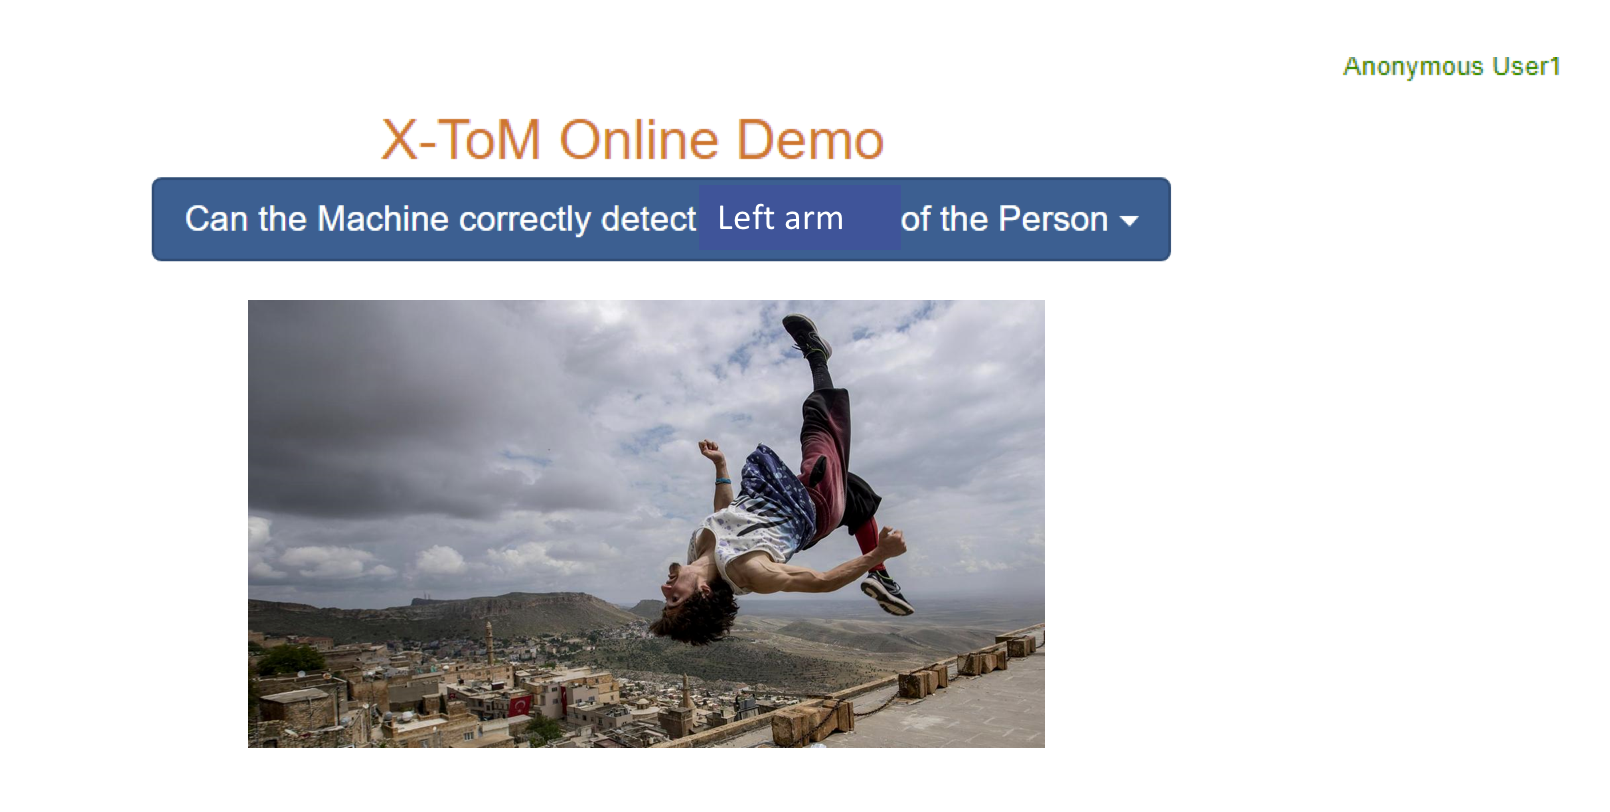 Anonymous User1
X-ToM Online Demo
Can the Machine correctly detect Left arm of the Person